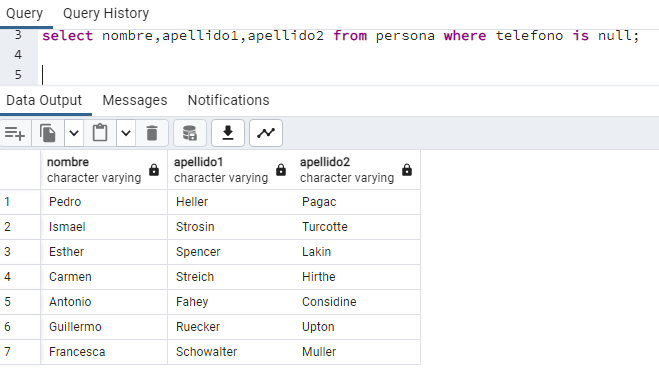 Query Query History
3 select nombre,apellido1,apellido2 from persona where telefono is null;
4
5
Data Output Messages Notifications
nombre apellido1 apellido2
character varying character varying character varying
1 Pedro Heller Pagac
2 Ismael Strosin Turcotte
3 Esther Spencer Lakin
4 Carmen Streich Hirthe
5 Antonio Fahey Considine
6 Guillermo Ruecker Upton
7 Francesca Schowalter Muller